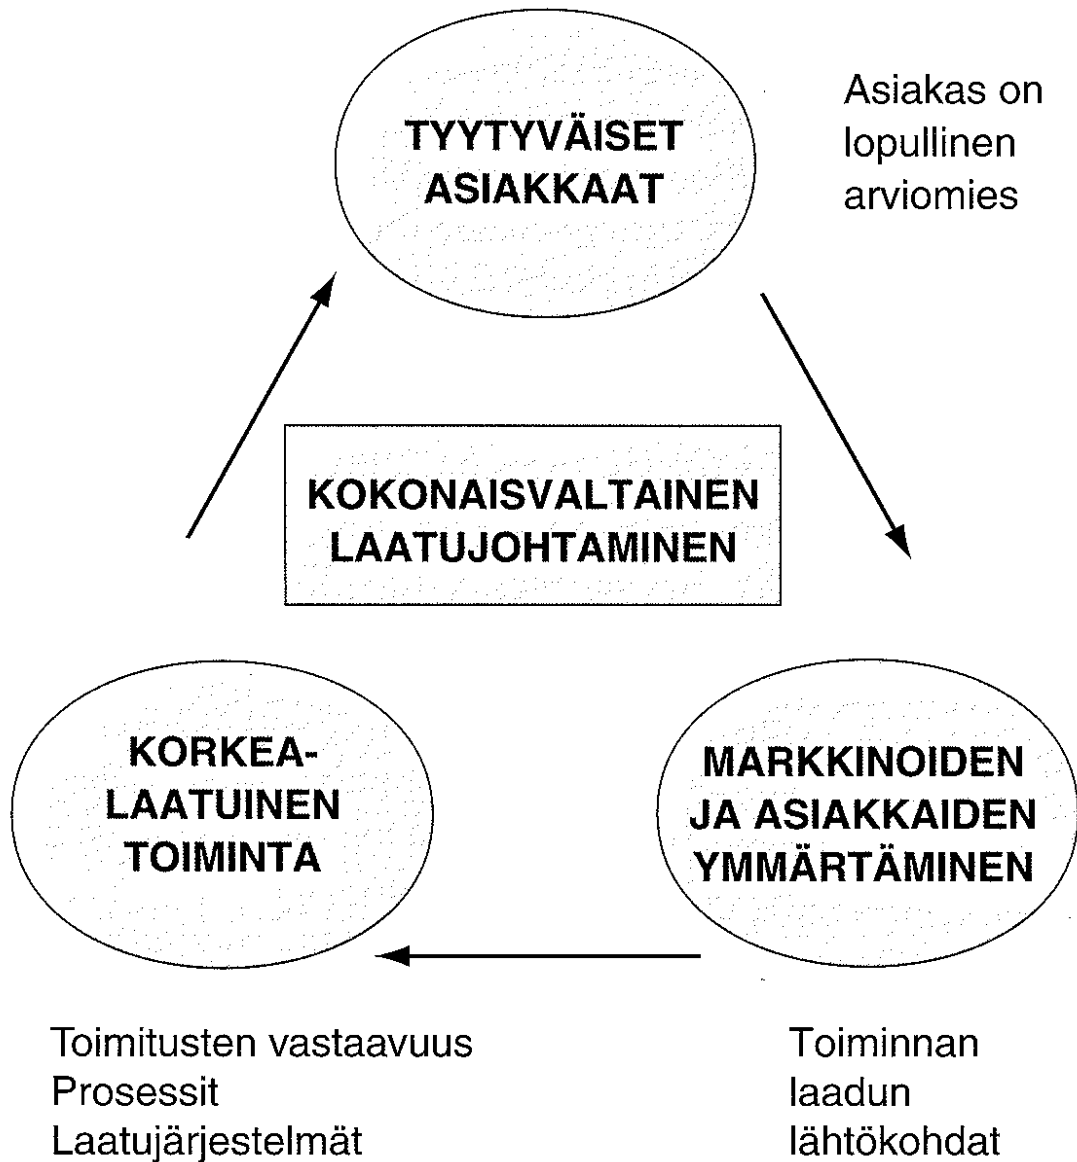 TYYTYVÄISET
ASIAKKAAT
Asiakas on
lopullinen
arviomies
KOKONAISVALTAINEN
LAATUJOHTAMINEN
KORKEA-
LAATUINEN
TOIMINTA
MARKKINOIDEN
JA ASIAKKAIDEN
YMMÄRTÄMINEN
Toimitusten vastaavuus
Prosessit
Laatujärjestelmät
Toiminnan
laadun
lähtökohdat